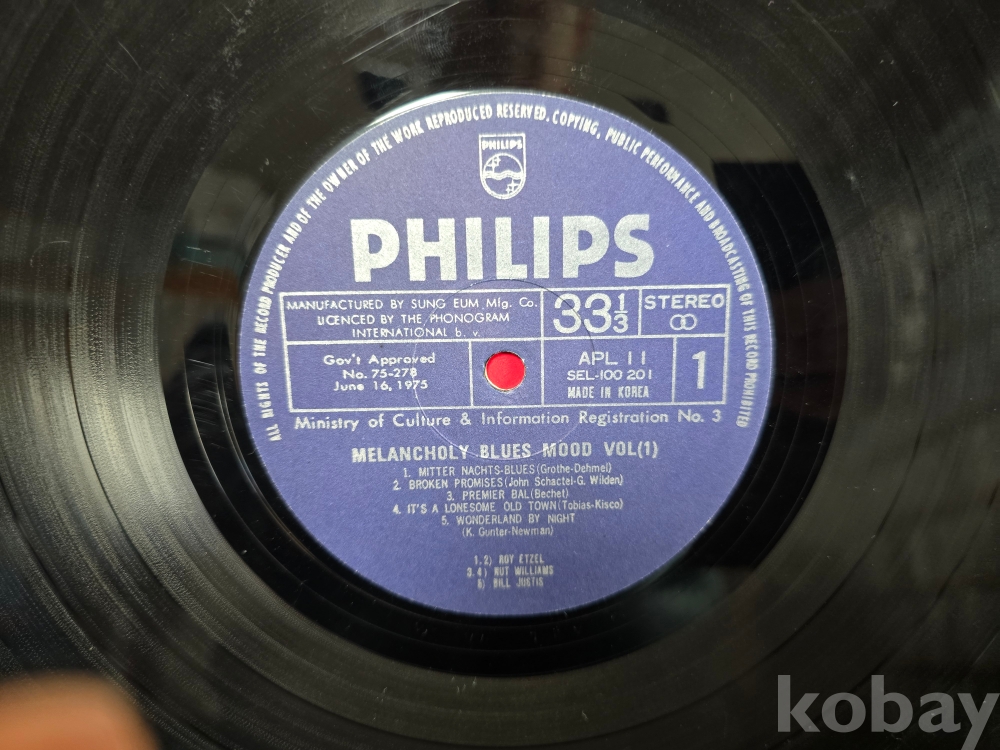 ALL RIGHTS OF THE RECORD PRODUCER AND OF THE OWNER OF THE WORK REPRODUCED RESERVED. COPYING, PUBLIC PERFORMANCE AND BROADCASTING OF THIS RECORD PROHIBITED
PHILIPS
PHILIPS
MANUFACTURED BY SUNG EUM Mfg. Co.
LICENCED BY THE PHONOGRAM
INTERNATIONAL b. v.
33 1/3
STEREO
Gov't Approved
No. 75-278
June 16, 1975
APL 11
SEL-100 201
MADE IN KOREA
1
Ministry of Culture & Information Registration No. 3
MELANCHOLY BLUES MOOD VOL(1)
1. MITTER NACHTS-BLUES(Grothe-Dehmel)
2. BROKEN PROMISES(John Schactel-G. Wilden)
3. PREMIER BAL(Bechet)
4. IT'S A LONESOME OLD TOWN(Tobias-Kisco)
5. WONDERLAND BY NIGHT
(K. Gunter-Newman)
1.2) ROY ETZEL
3.4) NUT WILLIAMS
5) BILL JUSTIS
kobay